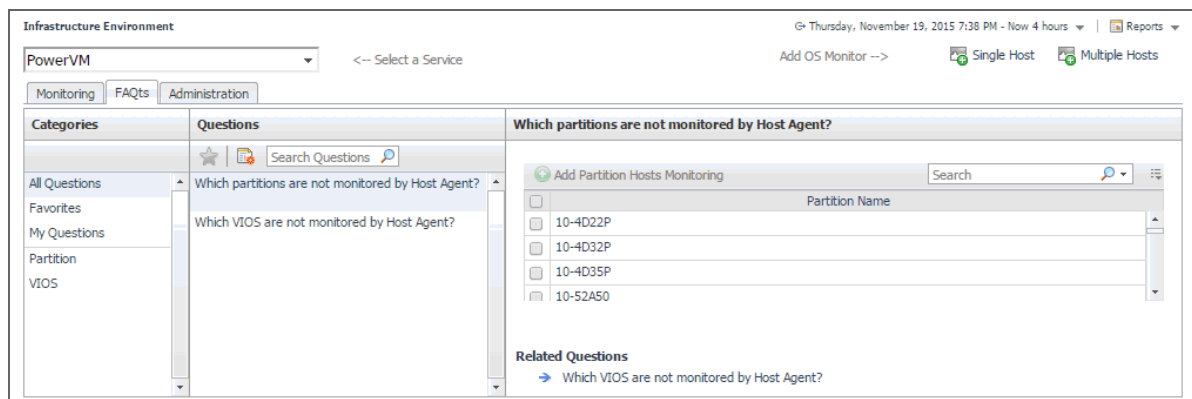 Infrastructure Environment
Thursday, November 19, 2015 7:38 PM - Now 4 hours
Reports
PowerVM
<-- Select a Service
Add OS Monitor -->
Single Host
Multiple Hosts
Monitoring
FAQts
Administration
Categories
All Questions
Favorites
My Questions
Partition
VIOS
Questions
Search Questions
Which partitions are not monitored by Host Agent?
Which VIOS are not monitored by Host Agent?
Which partitions are not monitored by Host Agent?
Add Partition Hosts Monitoring
Search
Partition Name
10-4D22P
10-4D32P
10-4D35P
10-52A50
Related Questions
Which VIOS are not monitored by Host Agent?